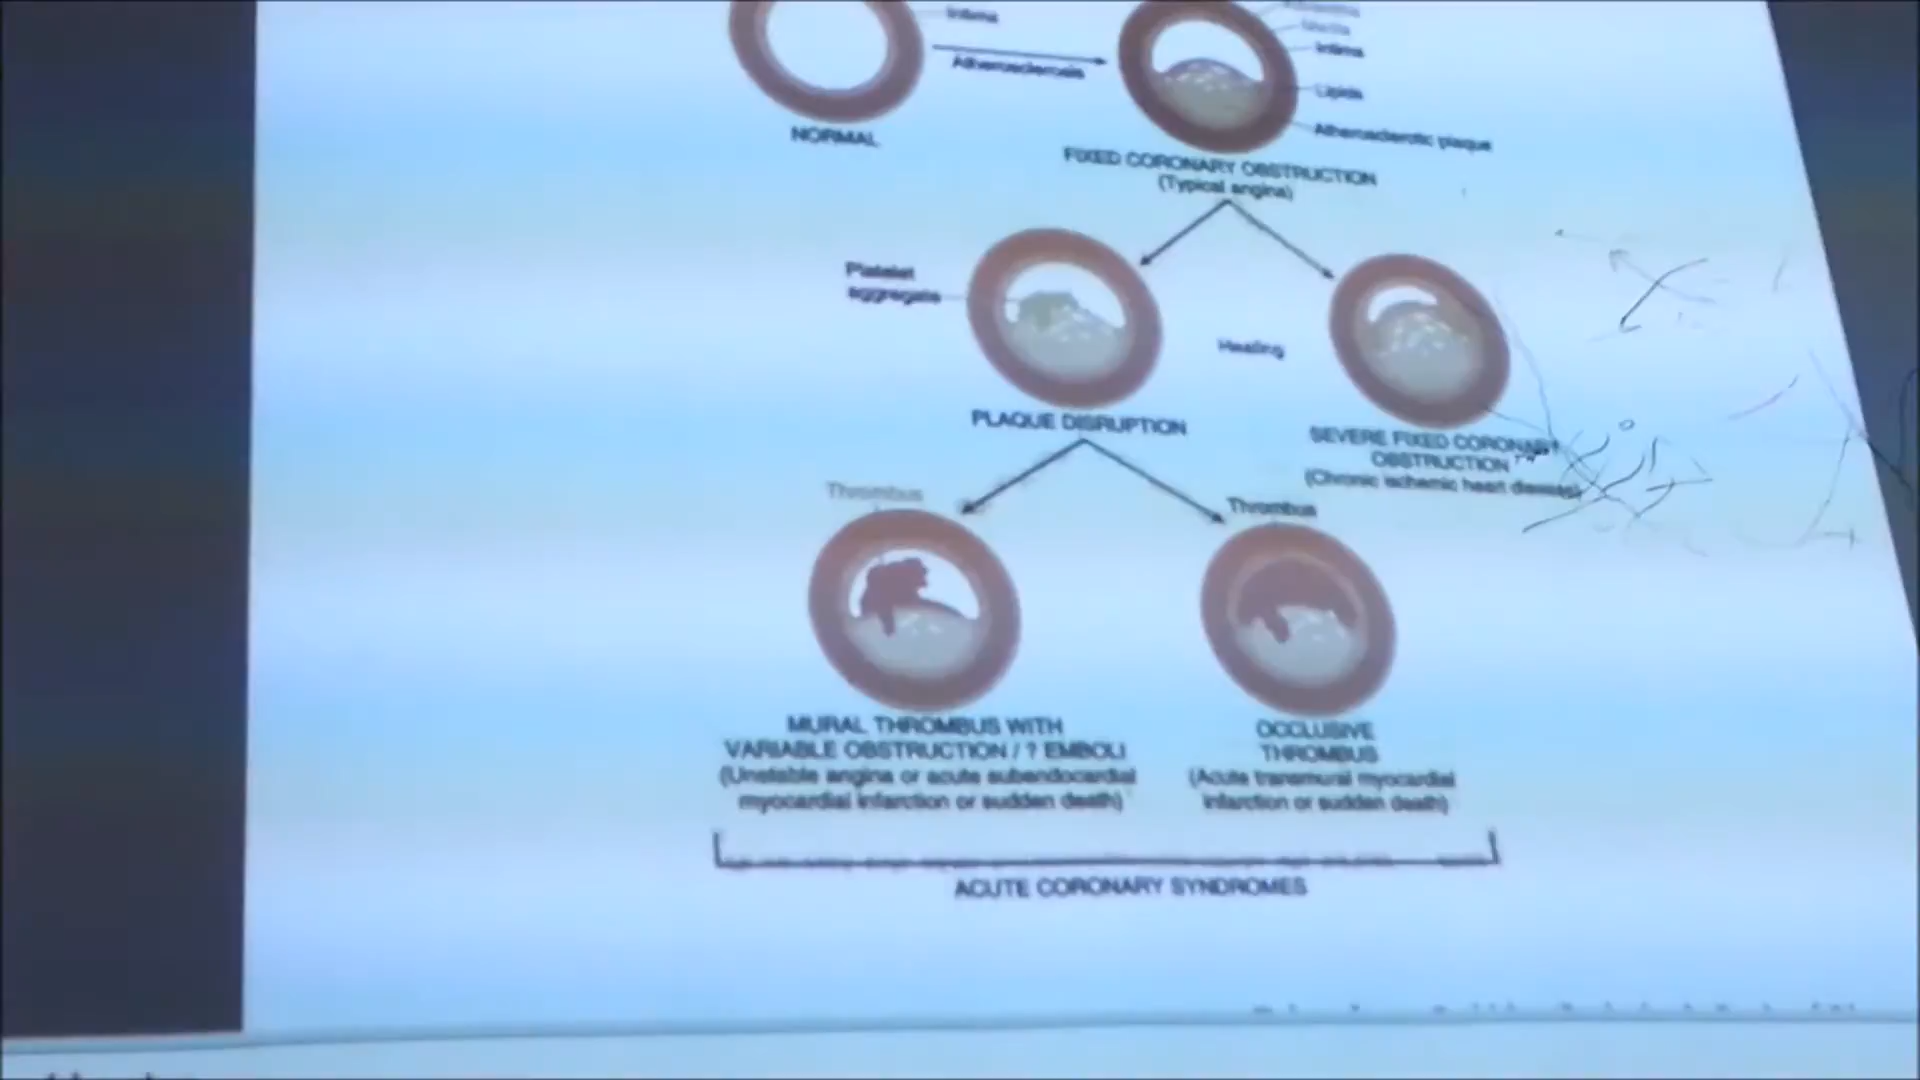 Intima
Media
Intima
Atherosclerosis
Lipids
Atherosclerotic plaque
NORMAL
FIXED CORONARY OBSTRUCTION
(Typical angina)
Platelet
aggregate
Healing
PLAQUE DISRUPTION
SEVERE FIXED CORONARY
OBSTRUCTION
(Chronic ischemic heart disease)
Thrombus
Thrombus
MURAL THROMBUS WITH
VARIABLE OBSTRUCTION / ? EMBOLI
(Unstable angina or acute subendocardial
myocardial infarction or sudden death)
OCCLUSIVE
THROMBUS
(Acute transmural myocardial
infarction or sudden death)
ACUTE CORONARY SYNDROMES